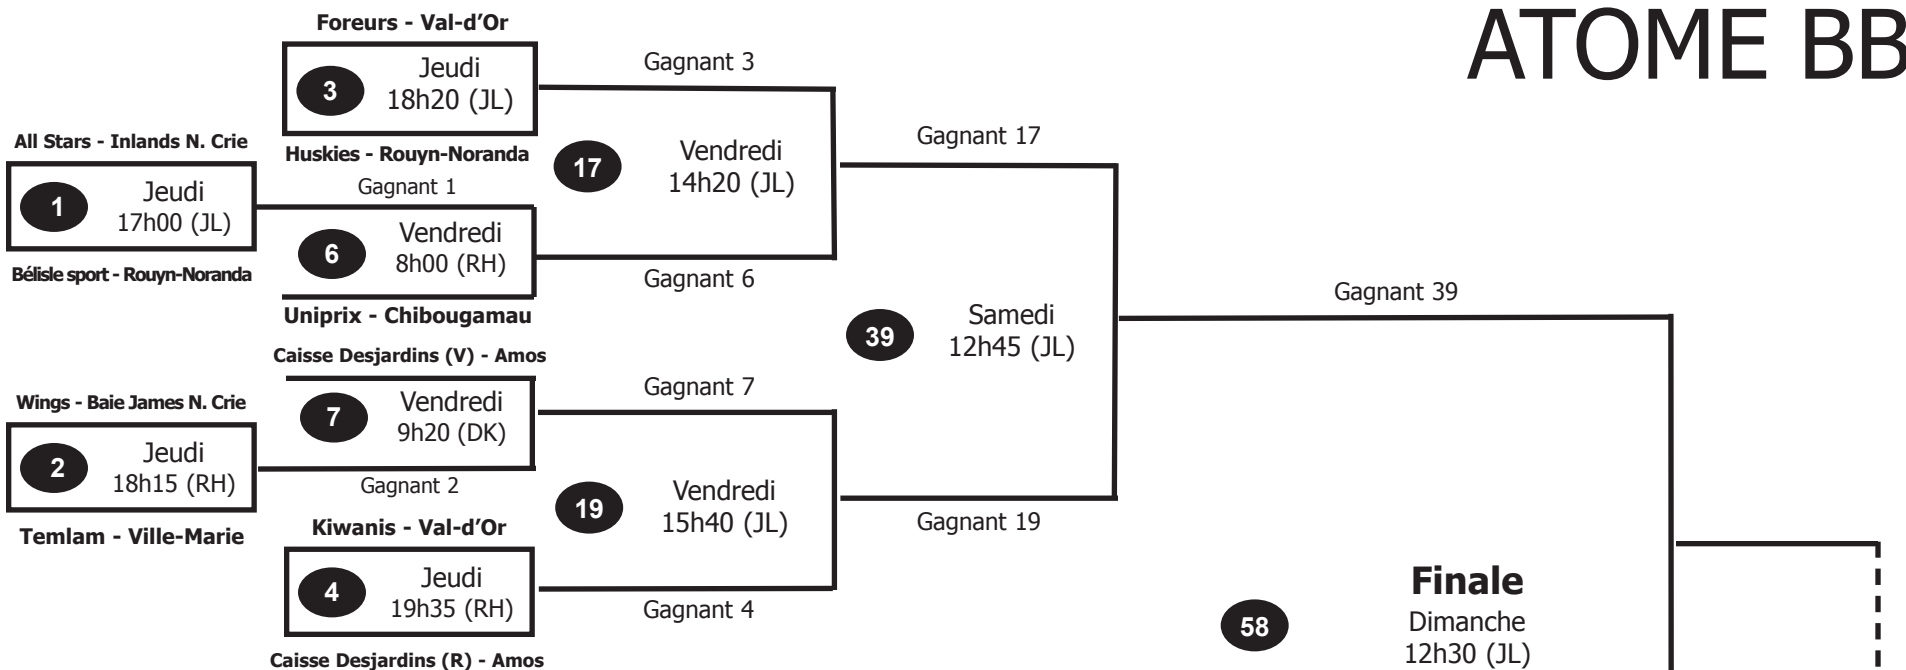 ATOME BB
Foreurs - Val-d’Or
3
Jeudi
18h20 (JL)
Huskies - Rouyn-Noranda
Gagnant 3
All Stars - Inlands N. Crie
1
Jeudi
17h00 (JL)
Bélisle sport - Rouyn-Noranda
Gagnant 1
6
Vendredi
8h00 (RH)
Uniprix - Chibougamau
17
Vendredi
14h20 (JL)
Gagnant 6
Gagnant 17
Caisse Desjardins (V) - Amos
7
Vendredi
9h20 (DK)
Gagnant 7
Wings - Baie James N. Crie
2
Jeudi
18h15 (RH)
Temlam - Ville-Marie
Gagnant 2
Kiwanis - Val-d’Or
4
Jeudi
19h35 (RH)
Caisse Desjardins (R) - Amos
19
Vendredi
15h40 (JL)
Gagnant 4
39
Samedi
12h45 (JL)
Gagnant 19
Gagnant 39
58
Finale
Dimanche
12h30 (JL)